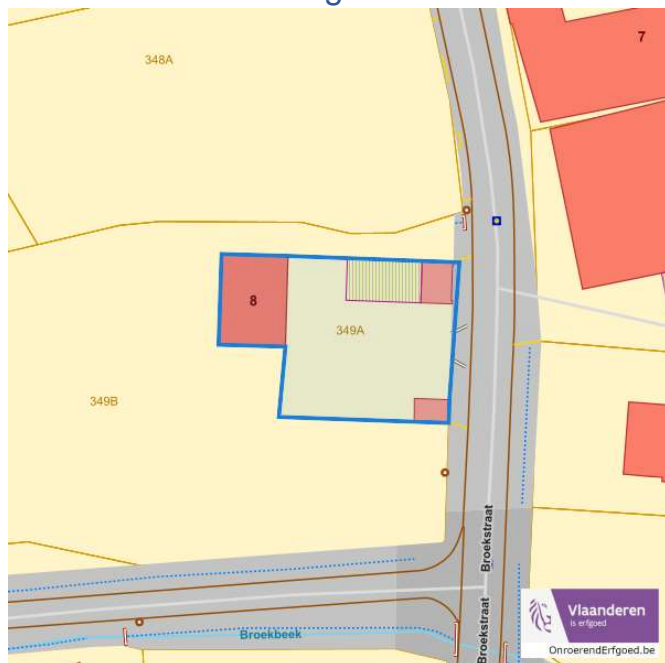 7
348A
8
349A
349B
Broekstraat
Broekstraat
Broekbeek
Vlaanderen
is erfgoed
OnroerendErfgoed.be